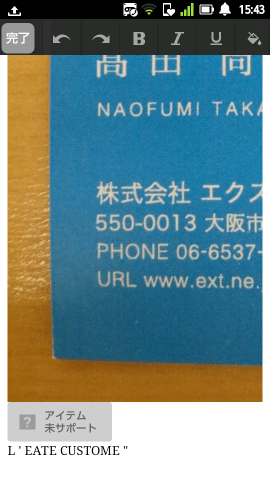 15:43
完了 B I U
NAOFUMI TAKA
株式会社 エクス
550-0013 大阪市
PHONE 06-6537-
URL www.ext.ne.
アイテム
未サポート
L ' EATE CUSTOME "